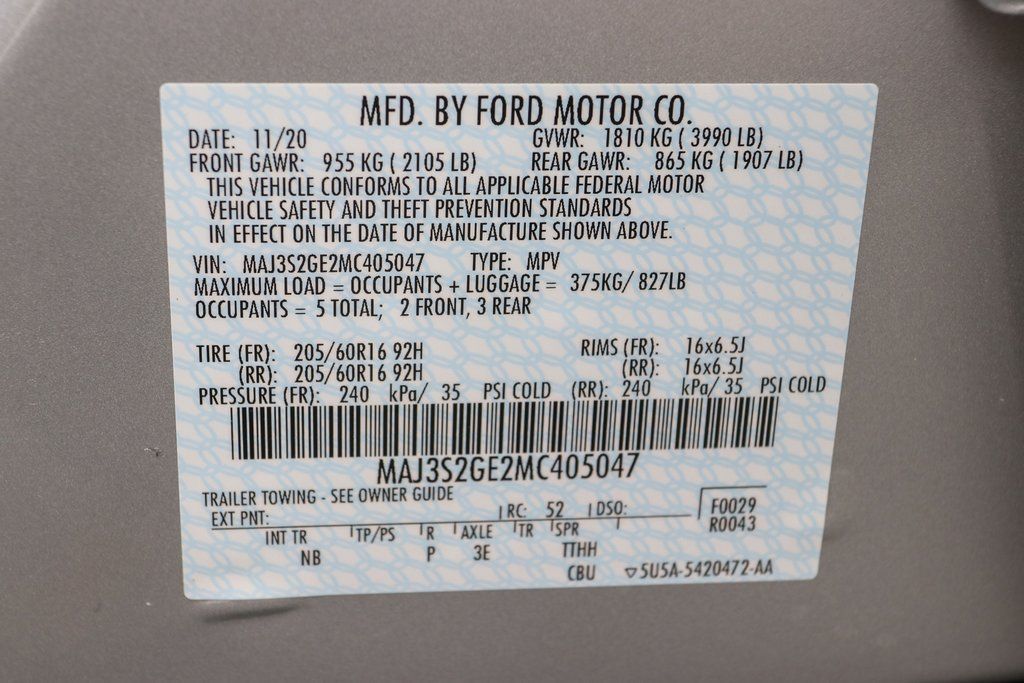 MFD. BY FORD MOTOR CO.
DATE: 11/20 GVWR: 1810 KG ( 3990 LB)
FRONT GAWR: 955 KG ( 2105 LB) REAR GAWR: 865 KG ( 1907 LB)
THIS VEHICLE CONFORMS TO ALL APPLICABLE FEDERAL MOTOR
VEHICLE SAFETY AND THEFT PREVENTION STANDARDS
IN EFFECT ON THE DATE OF MANUFACTURE SHOWN ABOVE.
VIN: MAJ3S2GE2MC405047 TYPE: MPV
MAXIMUM LOAD = OCCUPANTS + LUGGAGE = 375KG/ 827LB
OCCUPANTS = 5 TOTAL; 2 FRONT, 3 REAR
TIRE (FR): 205/60R16 92H RIMS (FR): 16x6.5J
(RR): 205/60R16 92H (RR): 16x6.5J
PRESSURE (FR): 240 kPa/ 35 PSI COLD (RR): 240 kPa/ 35 PSI COLD
MAJ3S2GE2MC405047
TRAILER TOWING - SEE OWNER GUIDE
EXT PNT: RC: 52 DSO: F0029
R0043
INT TR TP/PS R AXLE TR SPR
NB P 3E TTHH
CBU ▽5U5A-5420472-AA